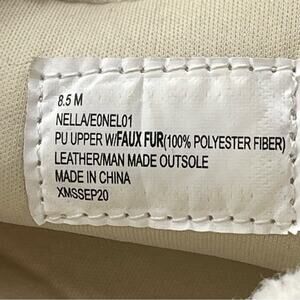 8.5 M
NELLA/E0NEL01
PU UPPER W/FAUX FUR(100% POLYESTER FIBER)
LEATHER/MAN MADE OUTSOLE
MADE IN CHINA
XMSSEP20